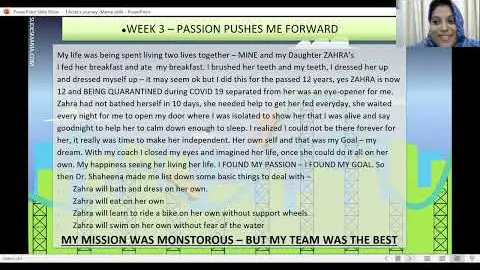 PowerPoint Slide Show
•WEEK 3 – PASSION PUSHES ME FORWARD
SLIDESMANIA.COM
My life was being spent living two lives together – MINE and my Daughter ZAHRA's
I fed her breakfast and ate my breakfast. I brushed her teeth and my teeth, I dressed her up
and dressed myself up – it may seem ok but I did this for the passed 12 years, yes ZAHRA is now
12 and BEING QUARANTINED during COVID 19 separated from her was an eye-opener for me.
Zahra had not bathed herself in 10 days, she needed help to get her fed everyday, she waited
every night for me to open my door where I was isolated to show her that I was alive and say
goodnight to help her to calm down enough to sleep. I realized I could not be there forever for
her, it really was time to make her independent. Her own self and that was my Goal – my
dream. With my coach I closed my eyes and imagined her life, once she could do it all on her
own. My happiness seeing her living her life. I FOUND MY PASSION – I FOUND MY GOAL. So
then Dr. Shaheena made me list down some basic things to deal with –
Zahra will bath and dress on her own.
Zahra will eat on her own
Zahra will learn to ride a bike on her own without support wheels
Zahra will swim on her own without fear of the water
MY MISSION WAS MONSTOROUS – BUT MY TEAM WAS THE BEST